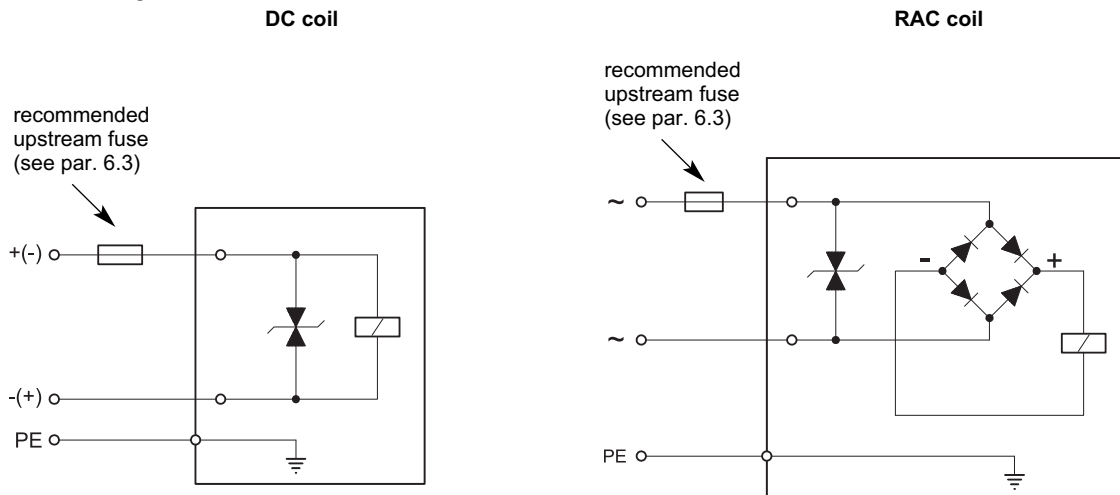 DC coil
recommended
upstream fuse
(see par. 6.3)
+(-)
-(+)
PE
RAC coil
recommended
upstream fuse
(see par. 6.3)
~
-
+
~
PE